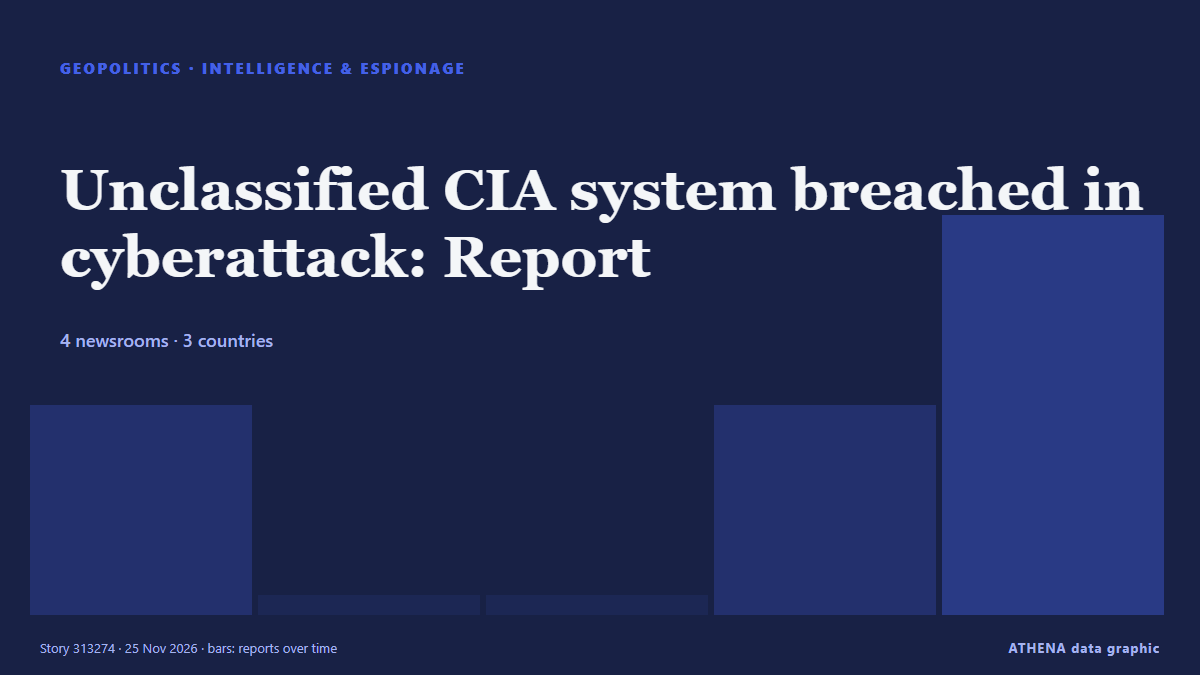 GEOPOLITICS · INTELLIGENCE & ESPIONAGE
Unclassified CIA system breached in
cyberattack: Report
4 newsrooms · 3 countries
Story 313274 · 25 Nov 2026 · bars: reports over time
ATHENA data graphic